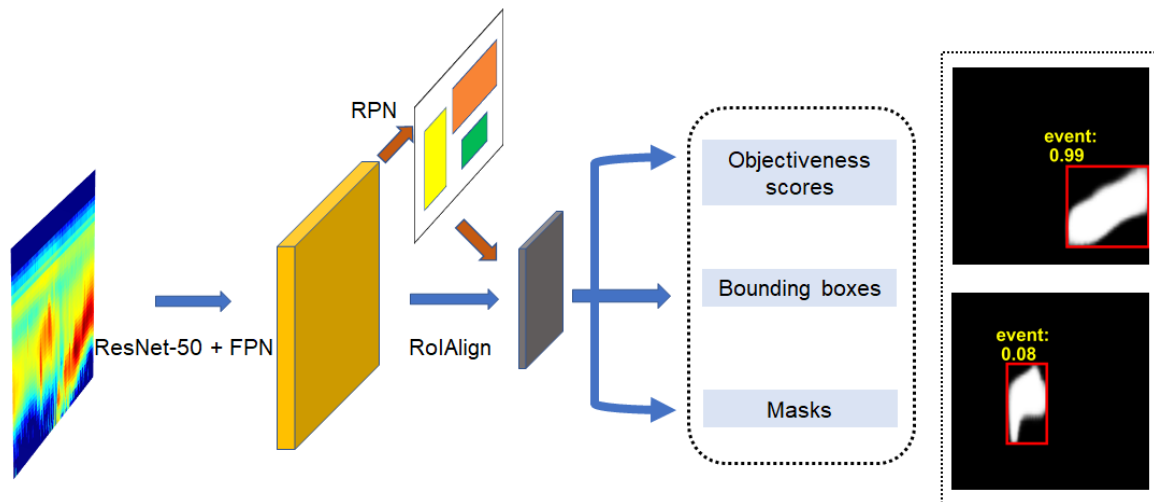 RPN
ResNet-50 + FPN
RoIAlign
Objectiveness
scores
Bounding boxes
Masks
event:
0.99
event:
0.08